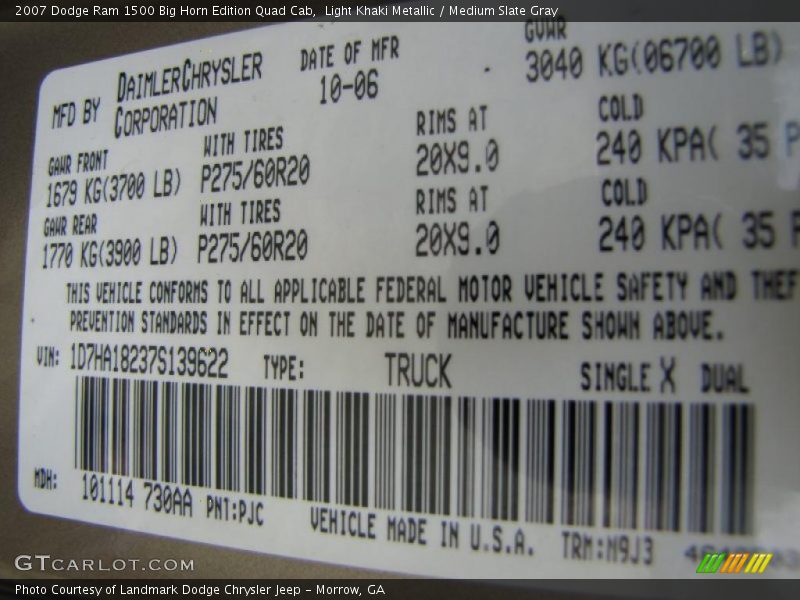 2007 Dodge Ram 1500 Big Horn Edition Quad Cab, Light Khaki Metallic / Medium Slate Gray
MFD BY DAIMLERCHRYSLER CORPORATION
DATE OF MFR 10-06
GVWR 3040 KG(06700 LB)
GAWR FRONT WITH TIRES RIMS AT COLD
1679 KG(3700 LB) P275/60R20 20X9.0 240 KPA( 35 P
GAWR REAR WITH TIRES RIMS AT COLD
1770 KG(3900 LB) P275/60R20 20X9.0 240 KPA( 35 P
THIS VEHICLE CONFORMS TO ALL APPLICABLE FEDERAL MOTOR VEHICLE SAFETY AND THEF
PREVENTION STANDARDS IN EFFECT ON THE DATE OF MANUFACTURE SHOWN ABOVE.
VIN: 1D7HA18237S139622 TYPE: TRUCK SINGLE X DUAL
MDH: 101114 730AA PNT:PJC VEHICLE MADE IN U.S.A. TRM:M9J3
GTCARLOT.COM
Photo Courtesy of Landmark Dodge Chrysler Jeep – Morrow, GA